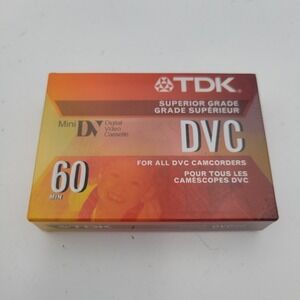 TDK
SUPERIOR GRADE
GRADE SUPÉRIEUR
Mini DV Digital
Video
Cassette
DVC
FOR ALL DVC CAMCORDERS
60
MIN
POUR TOUS LES
CAMÉSCOPES DVC
TDK